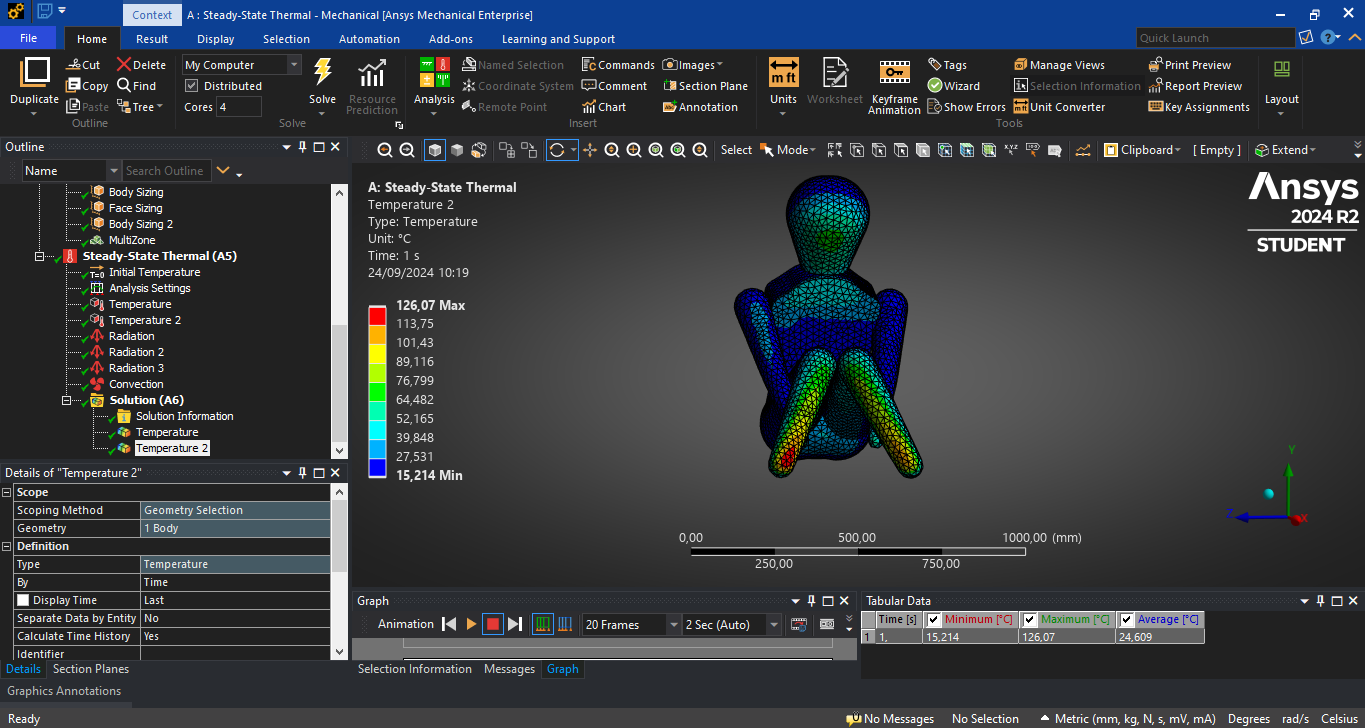 Context
A : Steady-State Thermal - Mechanical [Ansys Mechanical Enterprise]
File
Home
Result
Display
Selection
Automation
Add-ons
Learning and Support
Quick Launch
Duplicate
Cut
Delete
Copy
Find
Paste
Tree
Outline
My Computer
Distributed
Cores 4
Solve
Resource
Prediction
Solve
Analysis
Named Selection
Coordinate System
Remote Point
Commands
Comment
Chart
Images
Section Plane
Annotation
Insert
m ft
Units
Worksheet
Keyframe
Animation
Tags
Wizard
Show Errors
Manage Views
Selection Information
Unit Converter
Print Preview
Report Preview
Key Assignments
Tools
Layout
Outline
Name
Search Outline
Select
Mode
Clipboard
[ Empty ]
Extend
Body Sizing
Face Sizing
Body Sizing 2
MultiZone
Steady-State Thermal (A5)
T=0 Initial Temperature
Analysis Settings
Temperature
Temperature 2
Radiation
Radiation 2
Radiation 3
Convection
Solution (A6)
Solution Information
Temperature
Temperature 2
Details of "Temperature 2"
Scope
Scoping Method Geometry Selection
Geometry 1 Body
Definition
Type Temperature
By Time
Display Time Last
Separate Data by Entity No
Calculate Time History Yes
Identifier
Details
Section Planes
Graphics Annotations
A: Steady-State Thermal
Temperature 2
Type: Temperature
Unit: °C
Time: 1 s
24/09/2024 10:19
126,07 Max
113,75
101,43
89,116
76,799
64,482
52,165
39,848
27,531
15,214 Min
Ansys
2024 R2
STUDENT
Y
Z
X
0,00
500,00
1000,00 (mm)
250,00
750,00
Graph
Animation
20 Frames
2 Sec (Auto)
Selection Information
Messages
Graph
Tabular Data
Time [s] Minimum [°C] Maximum [°C] Average [°C]
1 1, 15,214 126,07 24,609
Ready
No Messages
No Selection
Metric (mm, kg, N, s, mV, mA)
Degrees
rad/s
Celsius